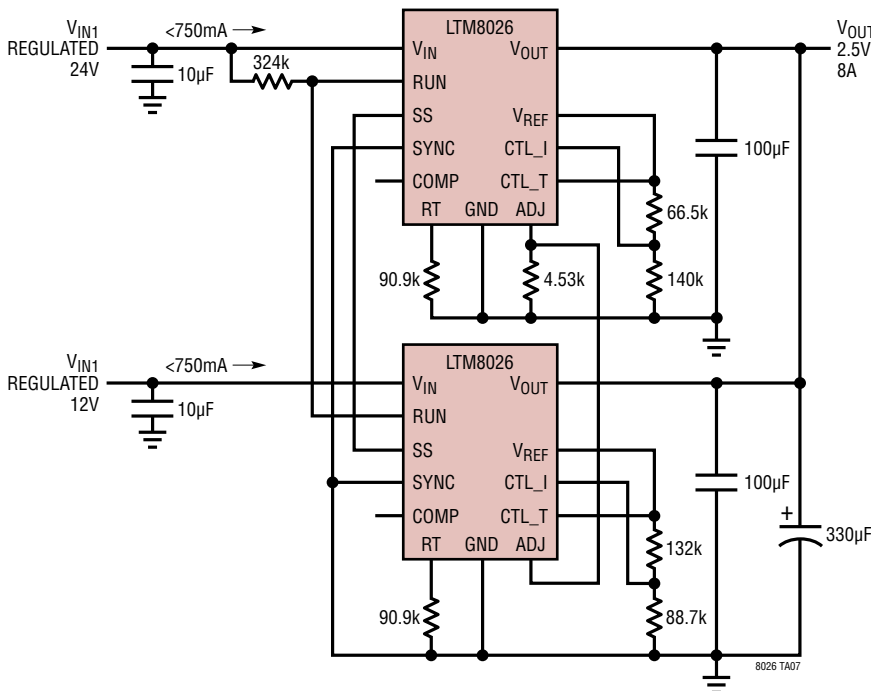 VIN1
REGULATED
24V
<750mA
10µF
324k
LTM8026
VIN
VOUT
RUN
SS
VREF
SYNC
CTL_I
COMP
CTL_T
RT
GND
ADJ
90.9k
4.53k
66.5k
140k
100µF
VOUT
2.5V
8A
VIN1
REGULATED
12V
<750mA
10µF
LTM8026
VIN
VOUT
RUN
SS
VREF
SYNC
CTL_I
COMP
CTL_T
RT
GND
ADJ
90.9k
132k
88.7k
100µF
+
330µF
8026 TA07